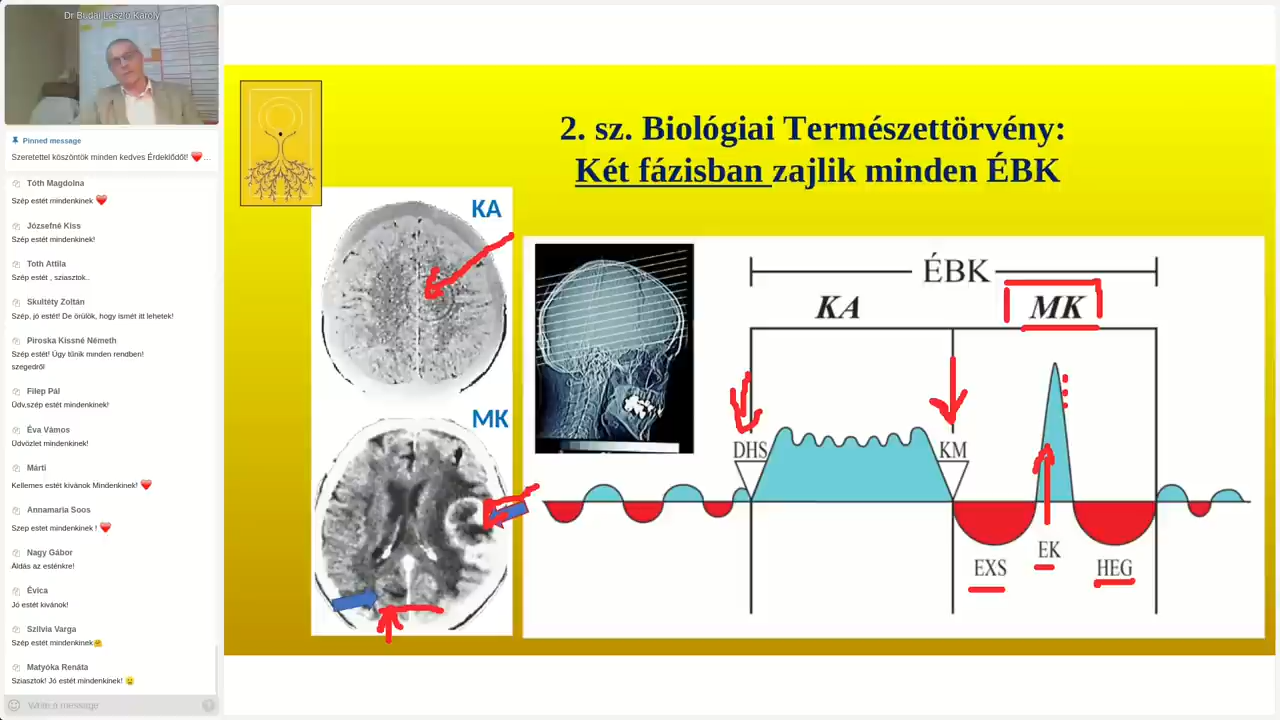 Dr Budai László Károly
Pinned message
Szeretettel köszöntök minden kedves Érdeklődőt! ❤️ ...
Tóth Magdolna
Szép estét mindenkinek ❤️
Józsefné Kiss
Szép estét mindenkinek!
Toth Attila
Szép estét , sziasztok..
Skultéty Zoltán
Szép, jó estét! De örülök, hogy ismét itt lehetek!
Piroska Kissné Németh
Szép estét! Úgy tűnik minden rendben!
szegedről
Filep Pál
Üdv,szép estét mindenkinek!
Éva Vámos
Üdvözlet mindenkinek!
Márti
Kellemes estét kívánok Mindenkinek! ❤️
Annamaria Soos
Szep estet mindenkinek ! ❤️
Nagy Gábor
Áldás az esténkre!
Évica
Jó estét kívánok!
Szilvia Varga
Szép estét mindenkinek🤗
Matyóka Renáta
Sziasztok! Jó estét mindenkinek! 🙂
Write a message
2. sz. Biológiai Természettörvény:
Két fázisban zajlik minden ÉBK
KA
MK
ÉBK
KA MK
DHS KM
EXS EK HEG